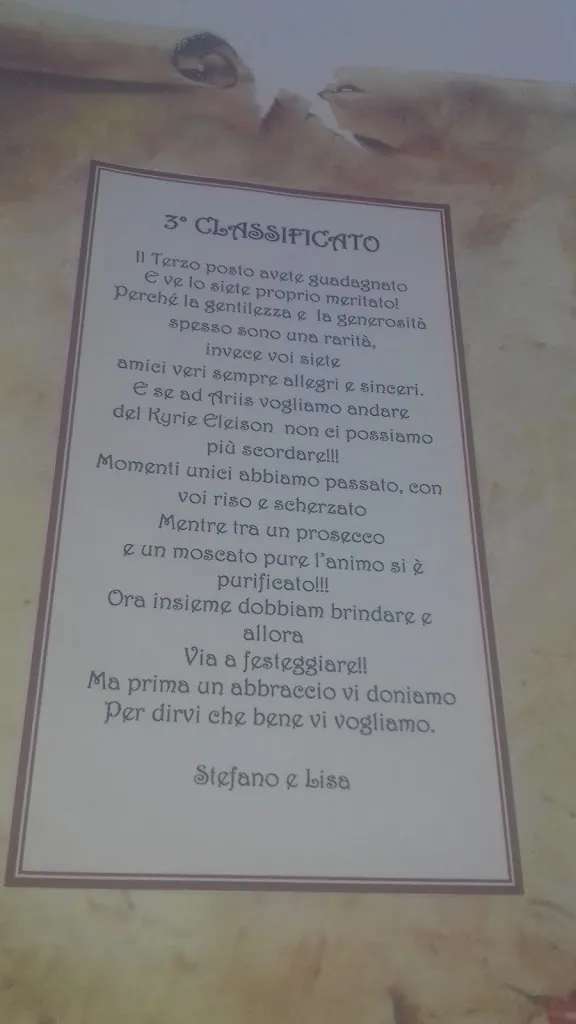 3° CLASSIFICATO
Il Terzo posto avete guadagnato
E ve lo siete proprio meritato!
Perché la gentilezza e la generosità
spesso sono una rarità,
invece voi siete
amici veri sempre allegri e sinceri.
E se ad Ariis vogliamo andare
del Kyrie Eleison non ci possiamo
più scordare!!!
Momenti unici abbiamo passato, con
voi riso e scherzato
Mentre tra un prosecco
e un moscato pure l'animo si è
purificato!!!
Ora insieme dobbiam brindare e
allora
Via a festeggiare!!
Ma prima un abbraccio vi doniamo
Per dirvi che bene vi vogliamo.
Stefano e Lisa